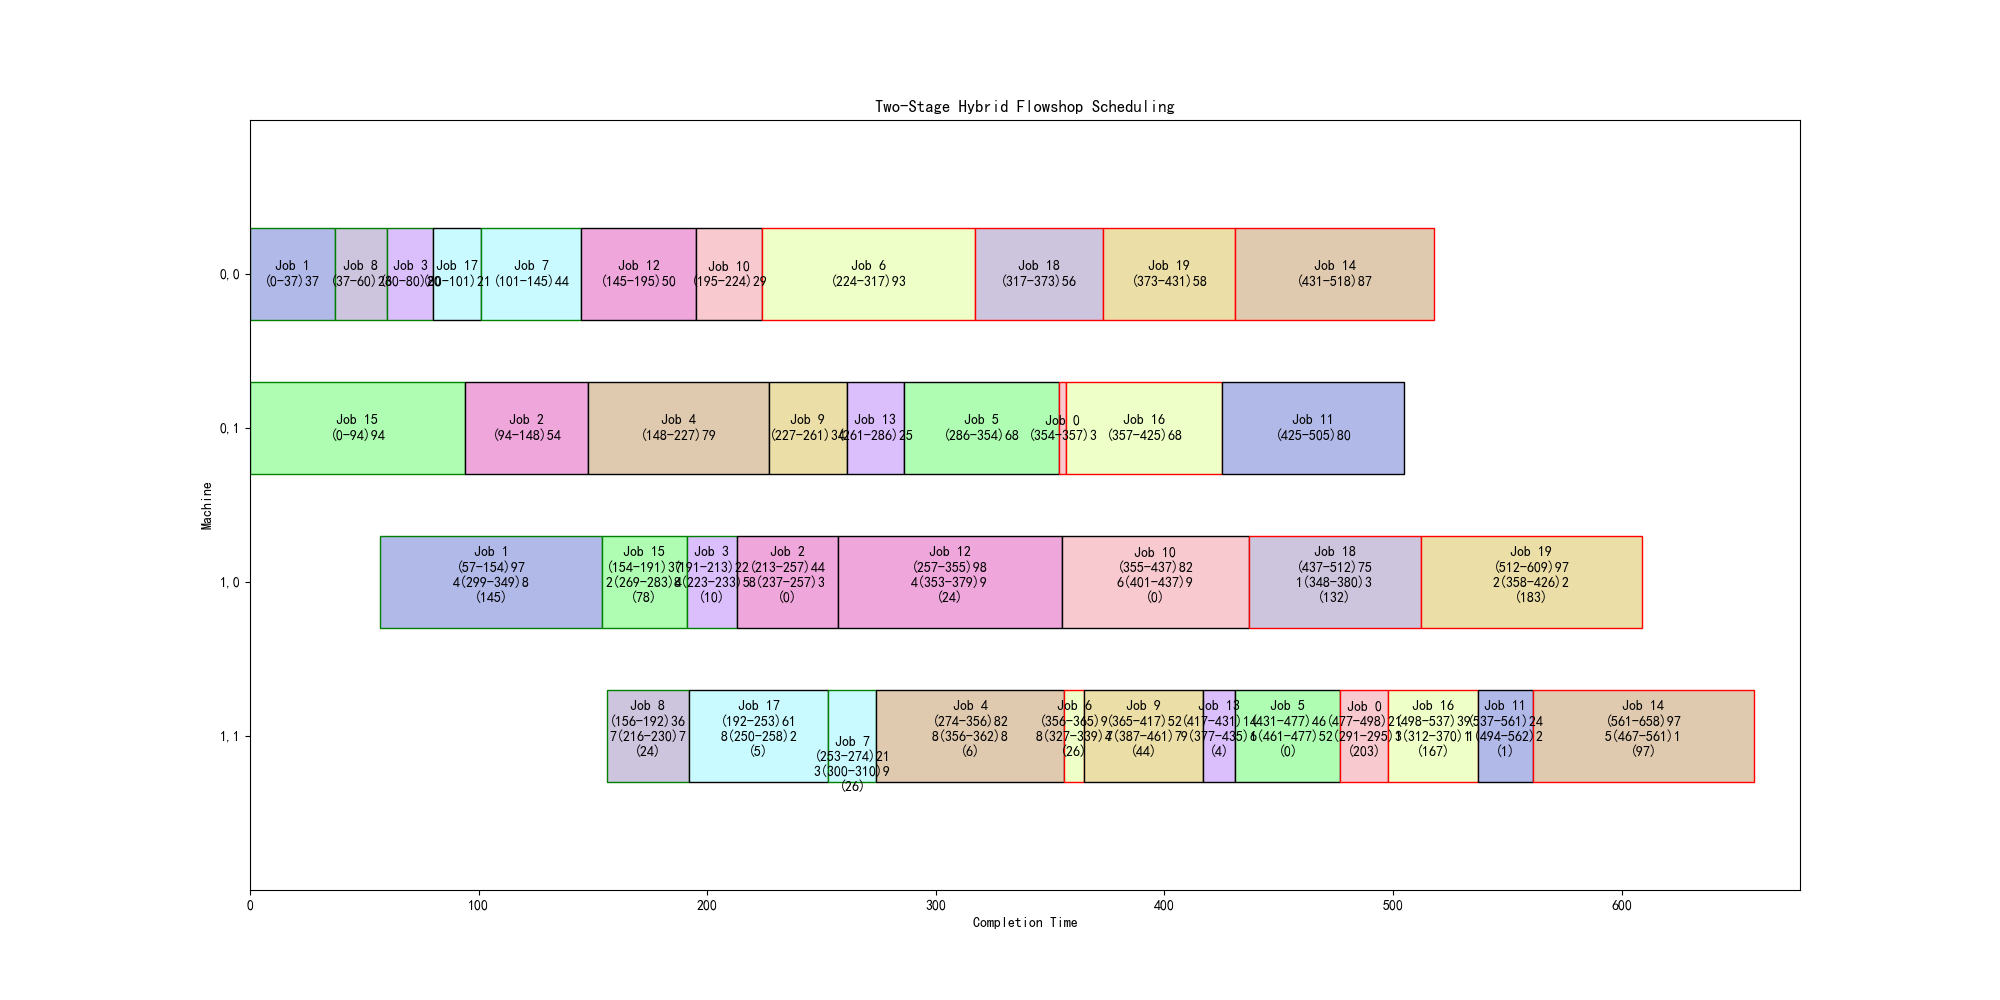 Two-Stage Hybrid Flowshop Scheduling
0,0
Job 1
(0-37)37
Job 8
(37-60)23
Job 3
(60-80)20
Job 17
(80-101)21
Job 7
(101-145)44
Job 12
(145-195)50
Job 10
(195-224)29
Job 6
(224-317)93
Job 18
(317-373)56
Job 19
(373-431)58
Job 14
(431-518)87
0,1
Job 15
(0-94)94
Job 2
(94-148)54
Job 4
(148-227)79
Job 9
(227-261)34
Job 13
(261-286)25
Job 5
(286-354)68
Job 0
(354-357)3
Job 16
(357-425)68
Job 11
(425-505)80
Machine
1,0
Job 1
(57-154)97
4(299-349)8
(145)
Job 15
(154-191)37
2(269-283)8
(78)
Job 3
(191-213)22
4(223-233)5
(10)
Job 2
(213-257)44
8(237-257)3
(0)
Job 12
(257-355)98
4(353-379)9
(24)
Job 10
(355-437)82
6(401-437)9
(0)
Job 18
(437-512)75
1(348-380)3
(132)
Job 19
(512-609)97
2(358-426)2
(183)
1,1
Job 8
(156-192)36
7(216-230)7
(24)
Job 17
(192-253)61
8(250-258)2
(5)
Job 7
(253-274)21
3(300-310)9
(26)
Job 4
(274-356)82
8(356-362)8
(6)
Job 6
(356-365)9
8(327-339)4
(26)
Job 9
(365-417)52
7(387-461)7
(44)
Job 13
(417-431)14
9(377-435)6
(4)
Job 5
(431-477)46
1(461-477)5
(0)
Job 0
(477-498)21
2(291-295)3
(203)
Job 16
(498-537)39
1(312-370)1
(167)
Job 11
(537-561)24
1(494-562)2
(1)
Job 14
(561-658)97
5(467-561)1
(97)
0
100
200
300
400
500
600
Completion Time